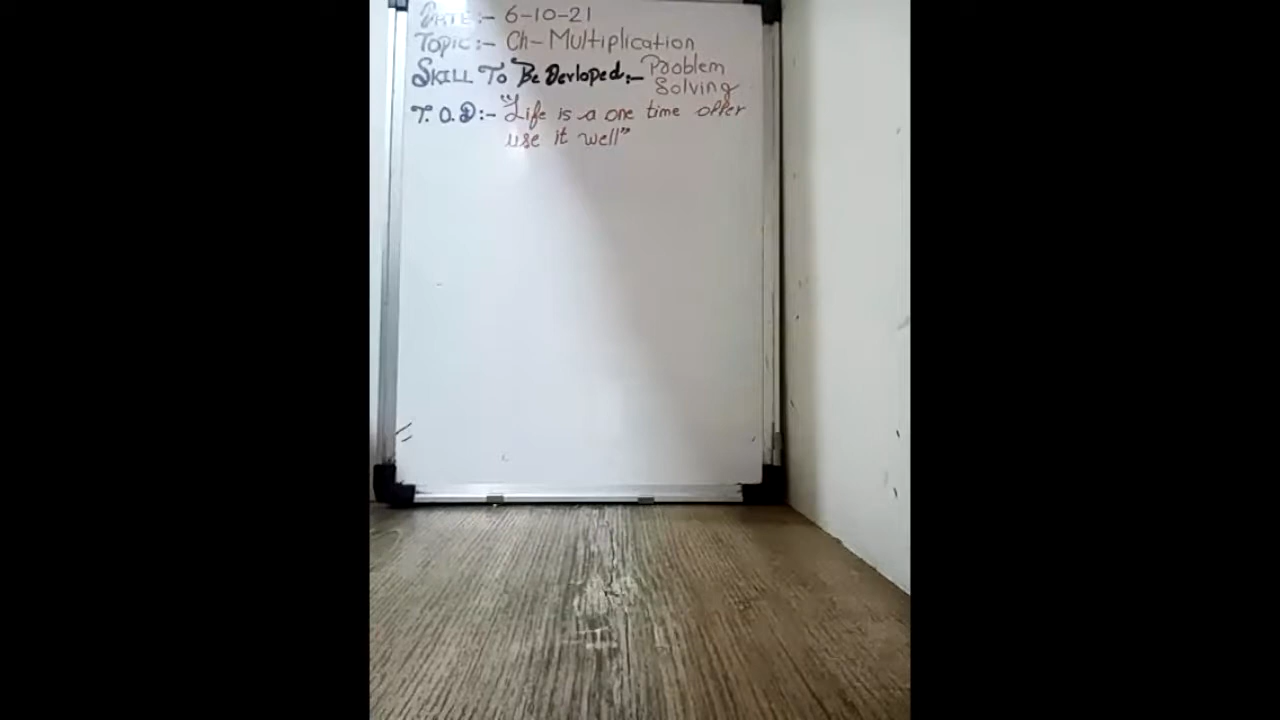 DATE:- 6-10-21
Topic:- Ch- Multiplication
SKILL To Be Devloped:- Problem
Solving
T.O.D:- "Life is a one time offer
use it well"